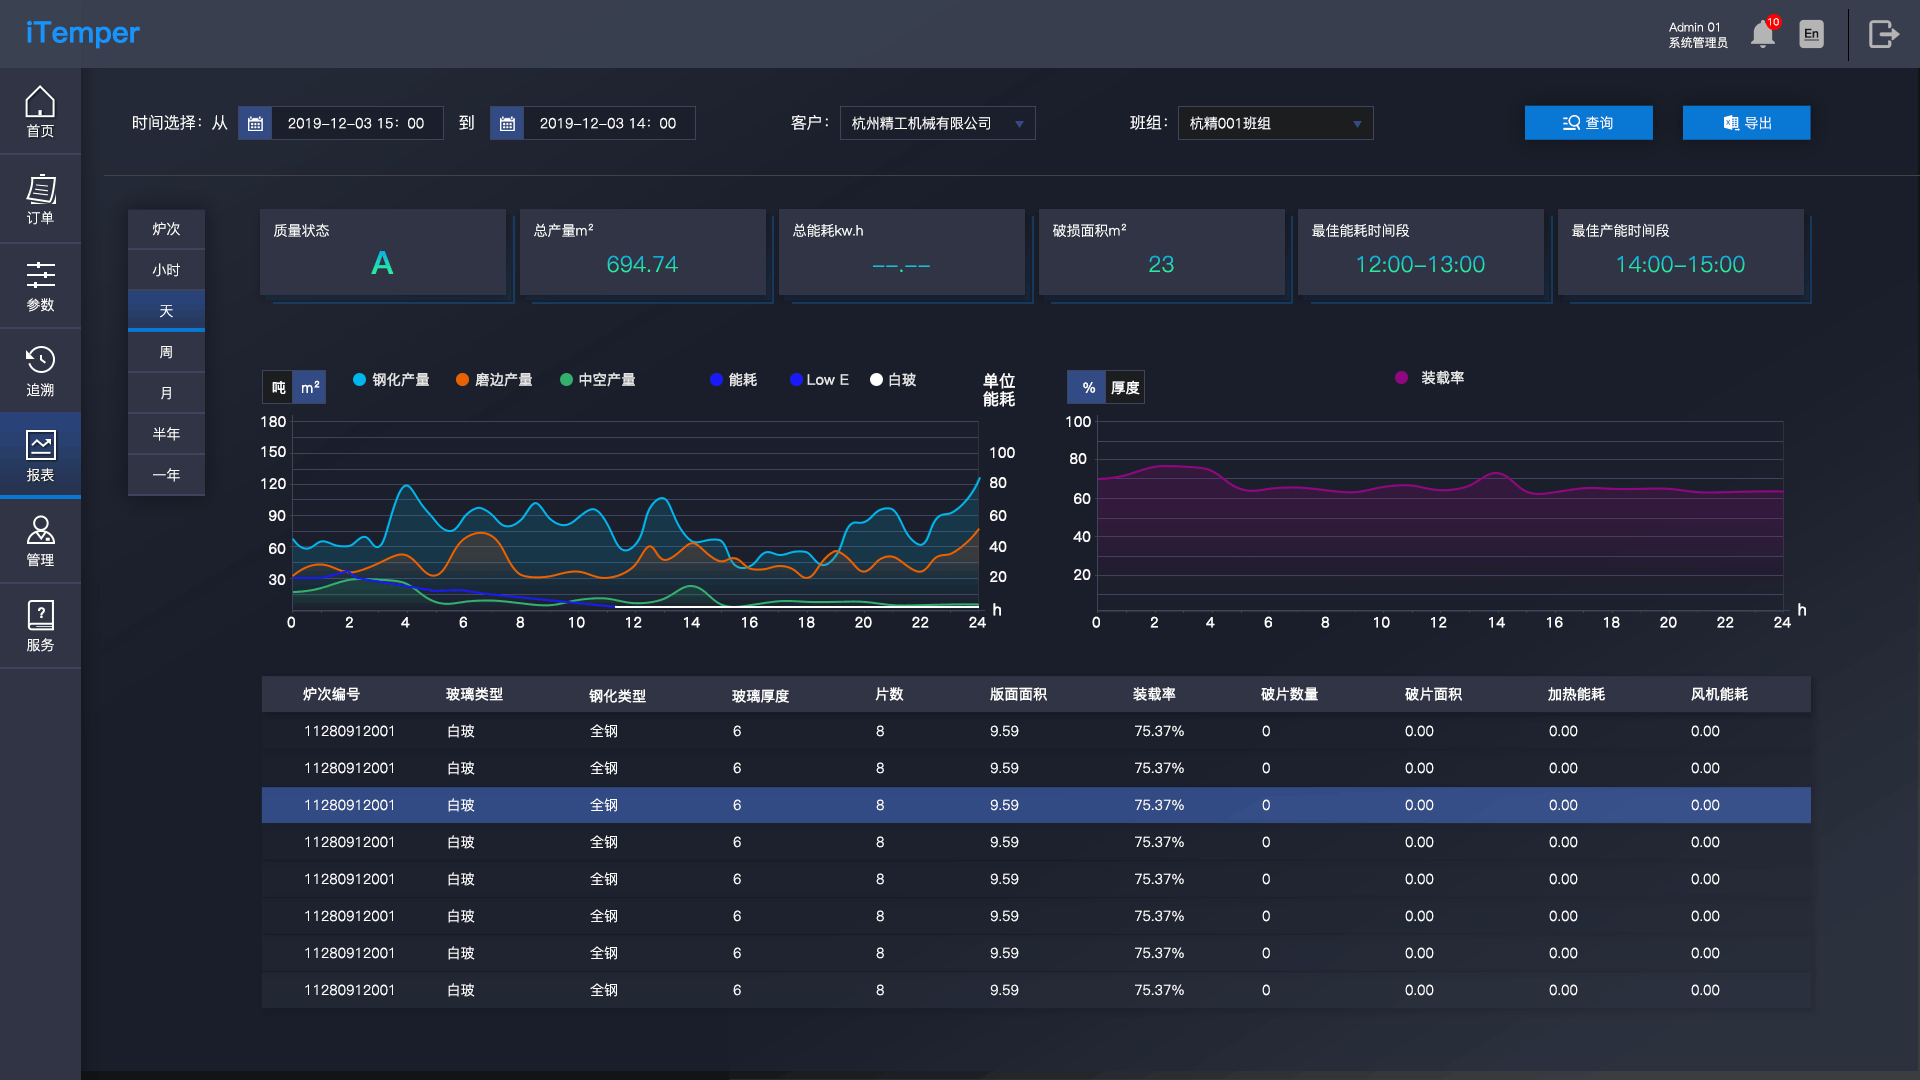 iTemper
Admin 01
系统管理员
10
En
首页
订单
参数
追溯
报表
管理
服务
时间选择：从 2019-12-03 15：00 到 2019-12-03 14：00 客户： 杭州精工机械有限公司 班组： 杭精001班组 查询 导出
炉次
小时
天
周
月
半年
一年
质量状态
A
总产量m²
694.74
总能耗kw.h
--.--
破损面积m²
23
最佳能耗时间段
12:00-13:00
最佳产能时间段
14:00-15:00
吨 m² 钢化产量 磨边产量 中空产量 能耗 Low E 白玻 单位
能耗
180
150
120
90
60
30
100
80
60
40
20
h
0 2 4 6 8 10 12 14 16 18 20 22 24
% 厚度 装载率
100
80
60
40
20
h
0 2 4 6 8 10 12 14 16 18 20 22 24
炉次编号 玻璃类型 钢化类型 玻璃厚度 片数 版面面积 装载率 破片数量 破片面积 加热能耗 风机能耗
11280912001 白玻 全钢 6 8 9.59 75.37% 0 0.00 0.00 0.00
11280912001 白玻 全钢 6 8 9.59 75.37% 0 0.00 0.00 0.00
11280912001 白玻 全钢 6 8 9.59 75.37% 0 0.00 0.00 0.00
11280912001 白玻 全钢 6 8 9.59 75.37% 0 0.00 0.00 0.00
11280912001 白玻 全钢 6 8 9.59 75.37% 0 0.00 0.00 0.00
11280912001 白玻 全钢 6 8 9.59 75.37% 0 0.00 0.00 0.00
11280912001 白玻 全钢 6 8 9.59 75.37% 0 0.00 0.00 0.00
11280912001 白玻 全钢 6 8 9.59 75.37% 0 0.00 0.00 0.00